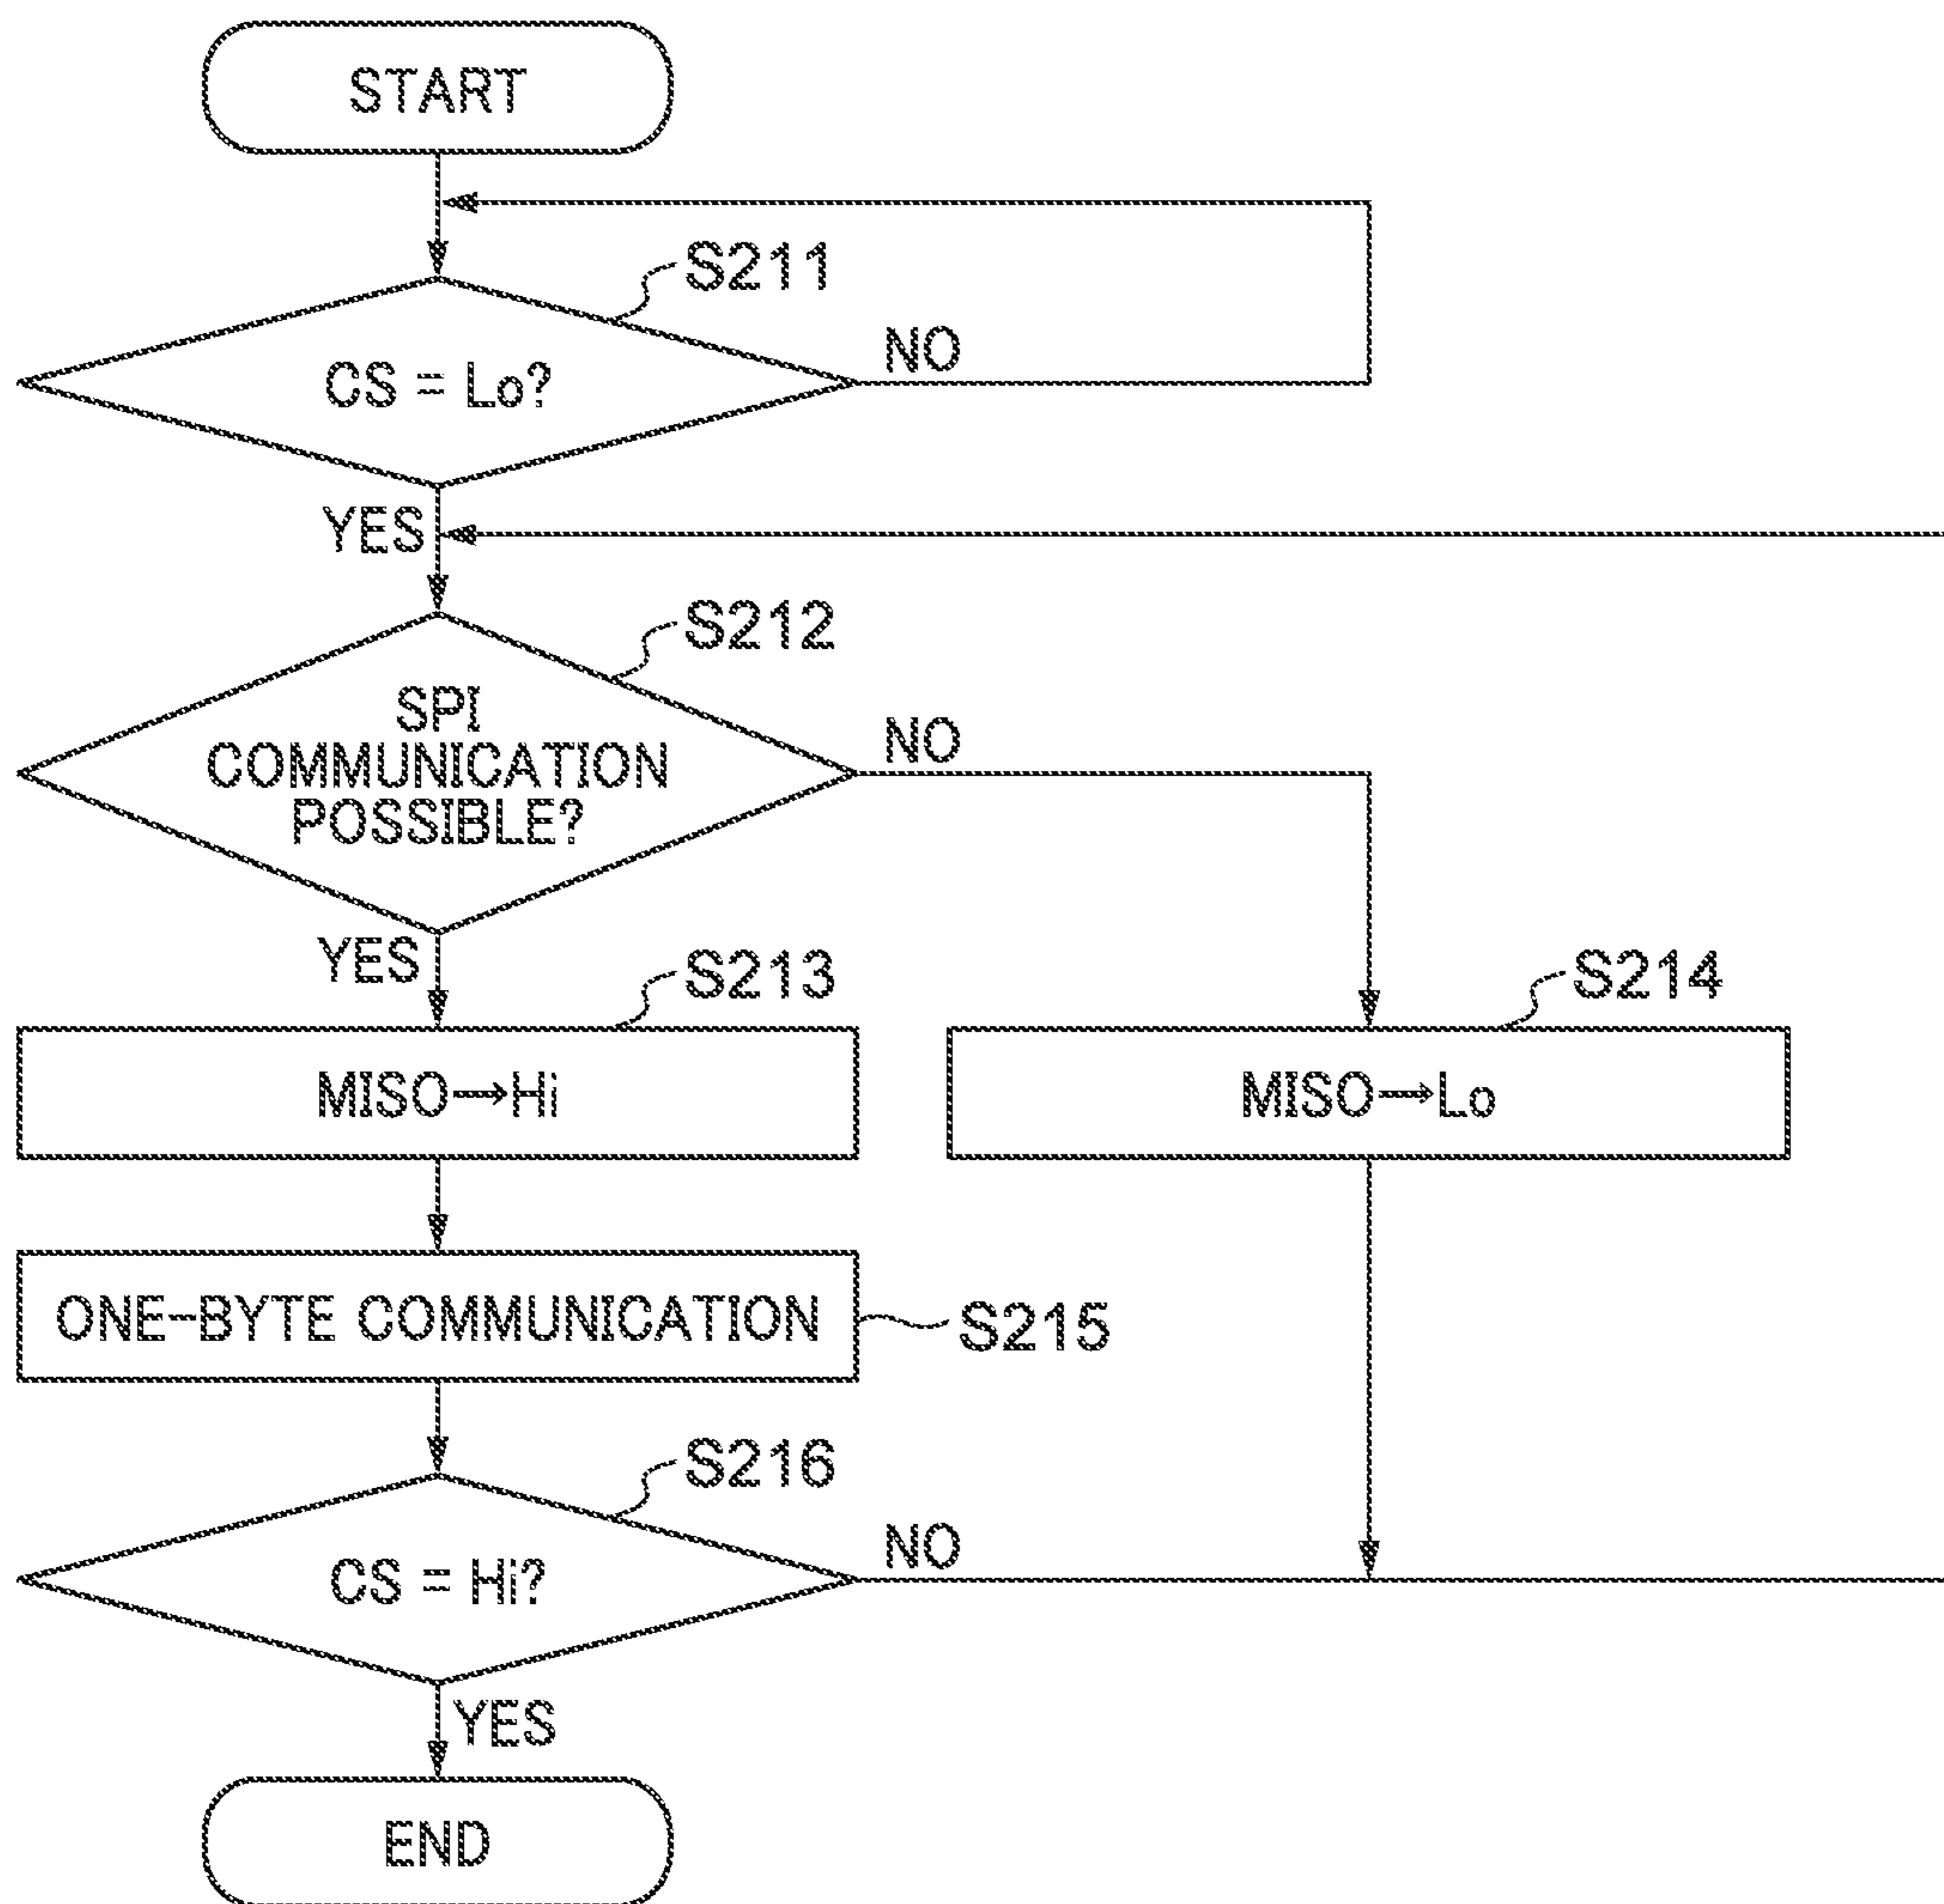 START
S211
CS = Lo?
NO
YES
S212
SPI
COMMUNICATION
POSSIBLE?
NO
YES
S213
S214
MISO→Hi
MISO→Lo
ONE-BYTE COMMUNICATION
S215
S216
CS = Hi?
NO
YES
END